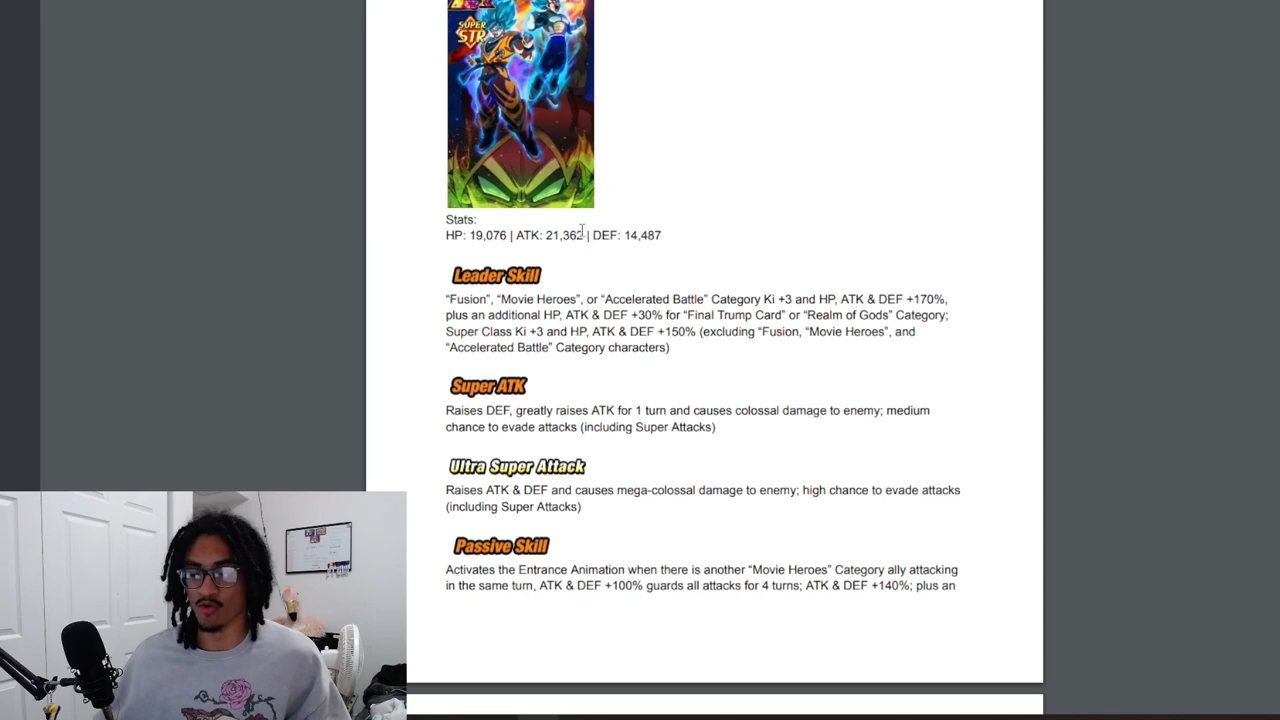 SUPER
STR
Stats:
HP: 19,076 | ATK: 21,362 | DEF: 14,487
Leader Skill
“Fusion”, “Movie Heroes”, or “Accelerated Battle” Category Ki +3 and HP, ATK & DEF +170%,
plus an additional HP, ATK & DEF +30% for “Final Trump Card” or “Realm of Gods” Category;
Super Class Ki +3 and HP, ATK & DEF +150% (excluding “Fusion, “Movie Heroes”, and
“Accelerated Battle” Category characters)
Super ATK
Raises DEF, greatly raises ATK for 1 turn and causes colossal damage to enemy; medium
chance to evade attacks (including Super Attacks)
Ultra Super Attack
Raises ATK & DEF and causes mega-colossal damage to enemy; high chance to evade attacks
(including Super Attacks)
Passive Skill
Activates the Entrance Animation when there is another “Movie Heroes” Category ally attacking
in the same turn, ATK & DEF +100% guards all attacks for 4 turns; ATK & DEF +140%; plus an